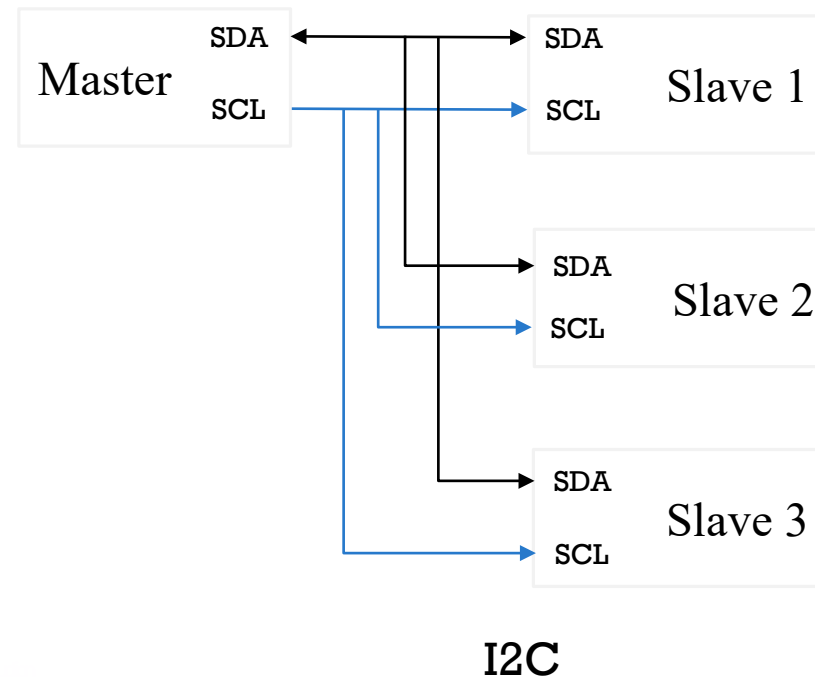 SDA
Master
SCL
SDA
Slave 1
SCL
SDA
Slave 2
SCL
SDA
Slave 3
SCL
I2C